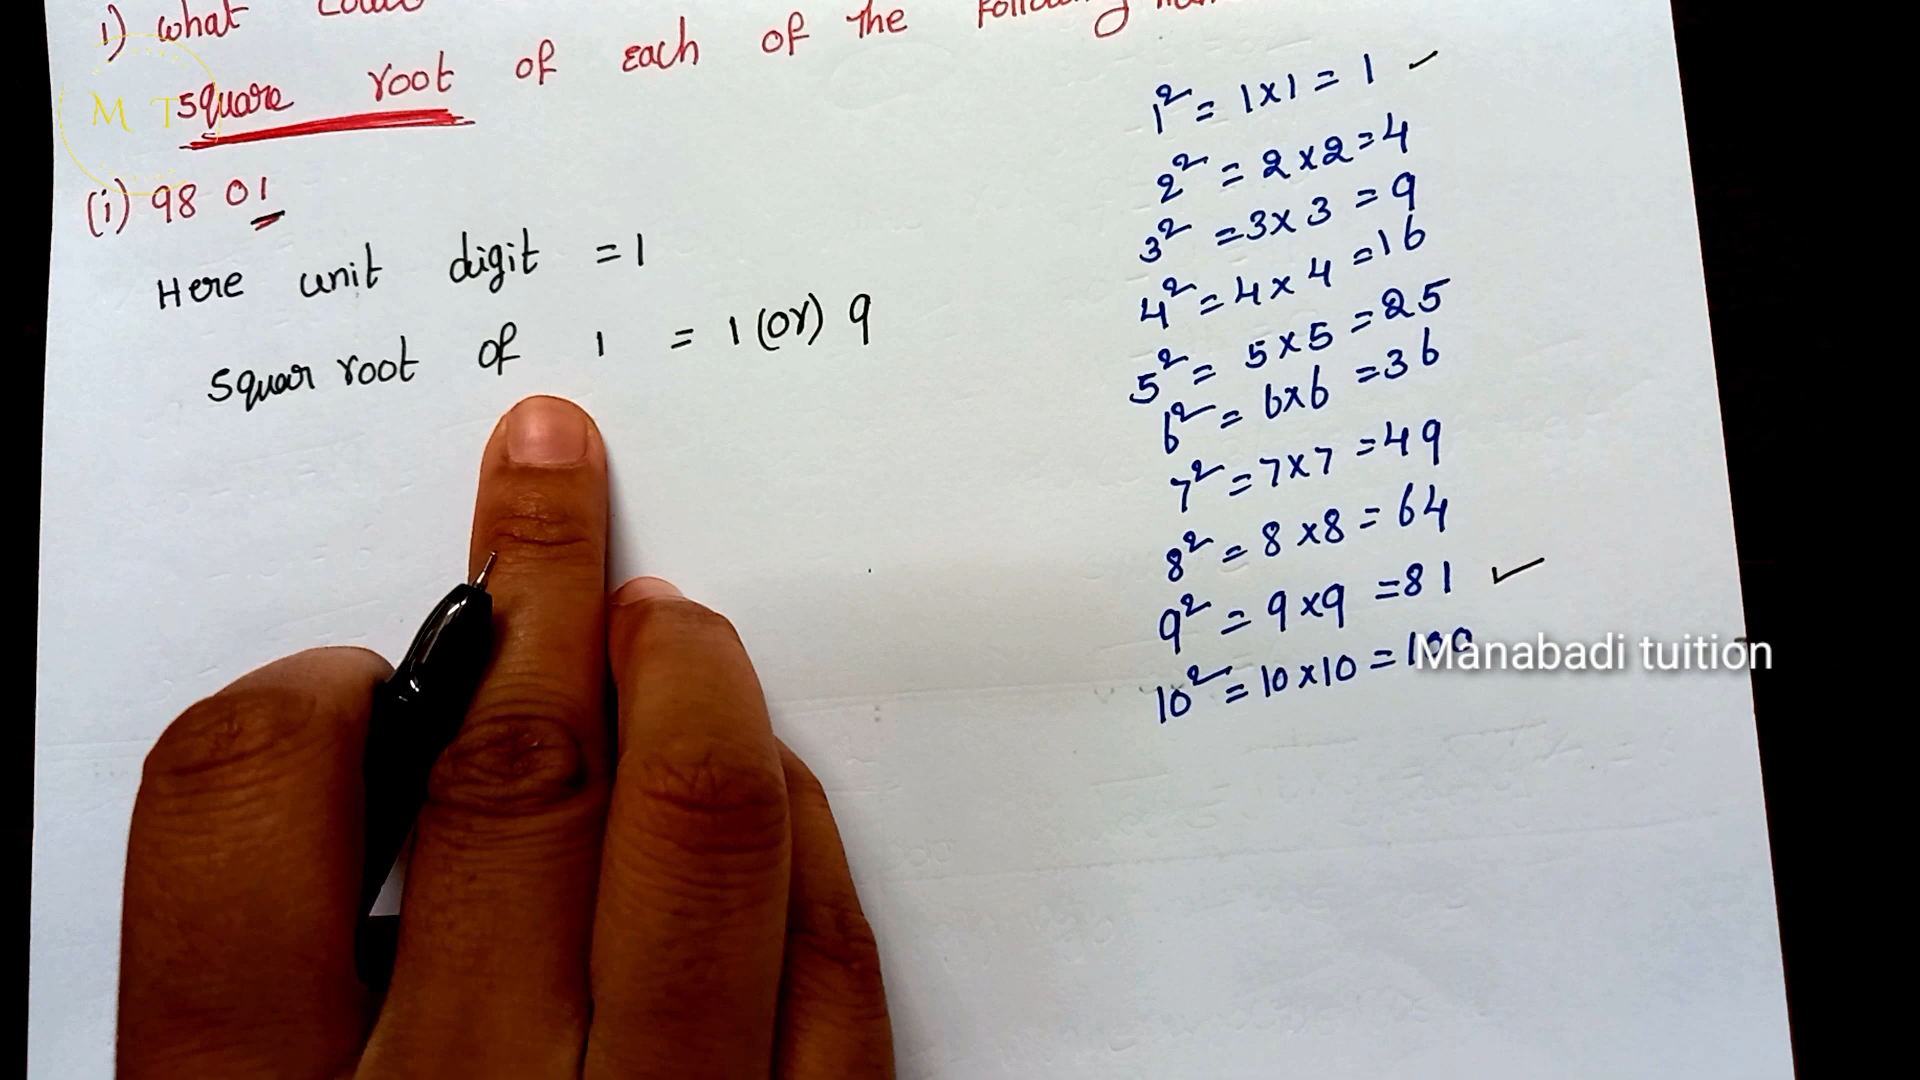 1) what
square root of each of the following
M T
(i) 98 01
Here unit digit = 1
squar root of 1 = 1 (or) 9
1² = 1x1 = 1 ✓
2² = 2x2 = 4
3² = 3x3 = 9
4² = 4x4 = 16
5² = 5x5 = 25
6² = 6x6 = 36
7² = 7x7 = 49
8² = 8x8 = 64
9² = 9x9 = 81 ✓
10² = 10x10 = 100
Manabadi tuition